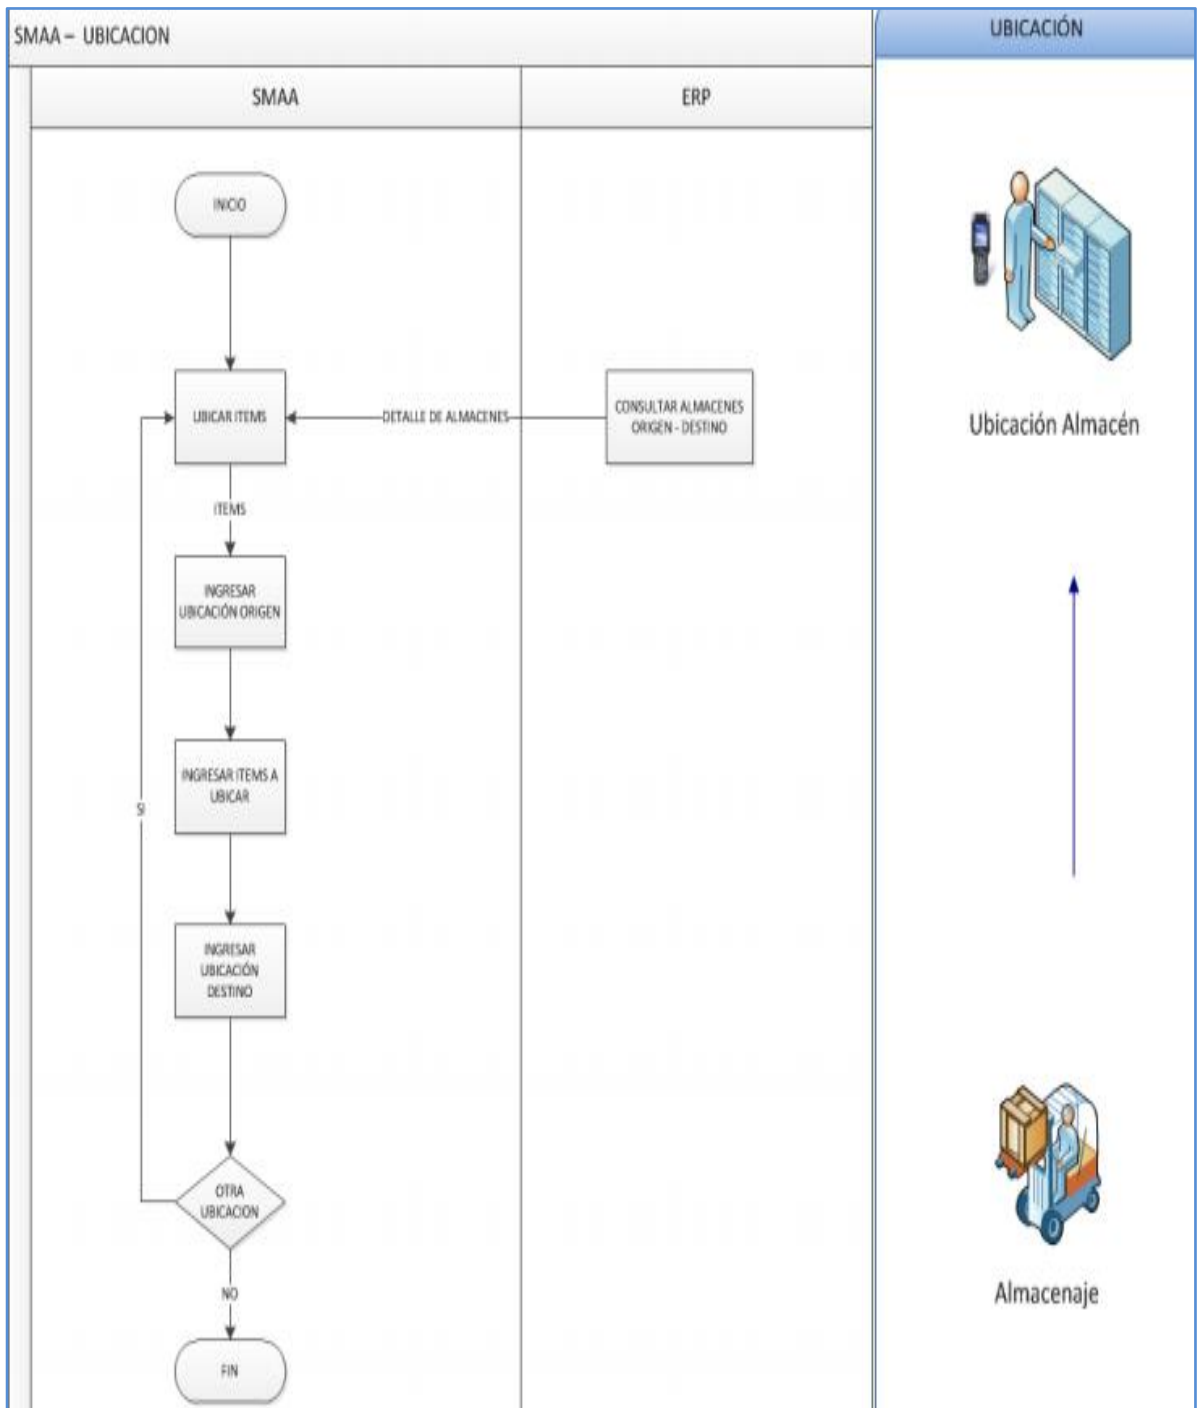 SMAA – UBICACION
UBICACIÓN
SMAA
ERP
INICIO
UBICAR ITEMS
DETALLE DE ALMACENES
CONSULTAR ALMACENES
ORIGEN - DESTINO
Ubicación Almacén
ITEMS
INGRESAR
UBICACIÓN ORIGEN
INGRESAR ITEMS A
UBICAR
SI
INGRESAR
UBICACIÓN
DESTINO
OTRA
UBICACION
NO
Almacenaje
FIN